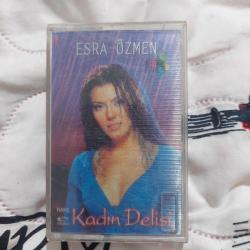 ESRA ÖZMEN
Kadın Delisi